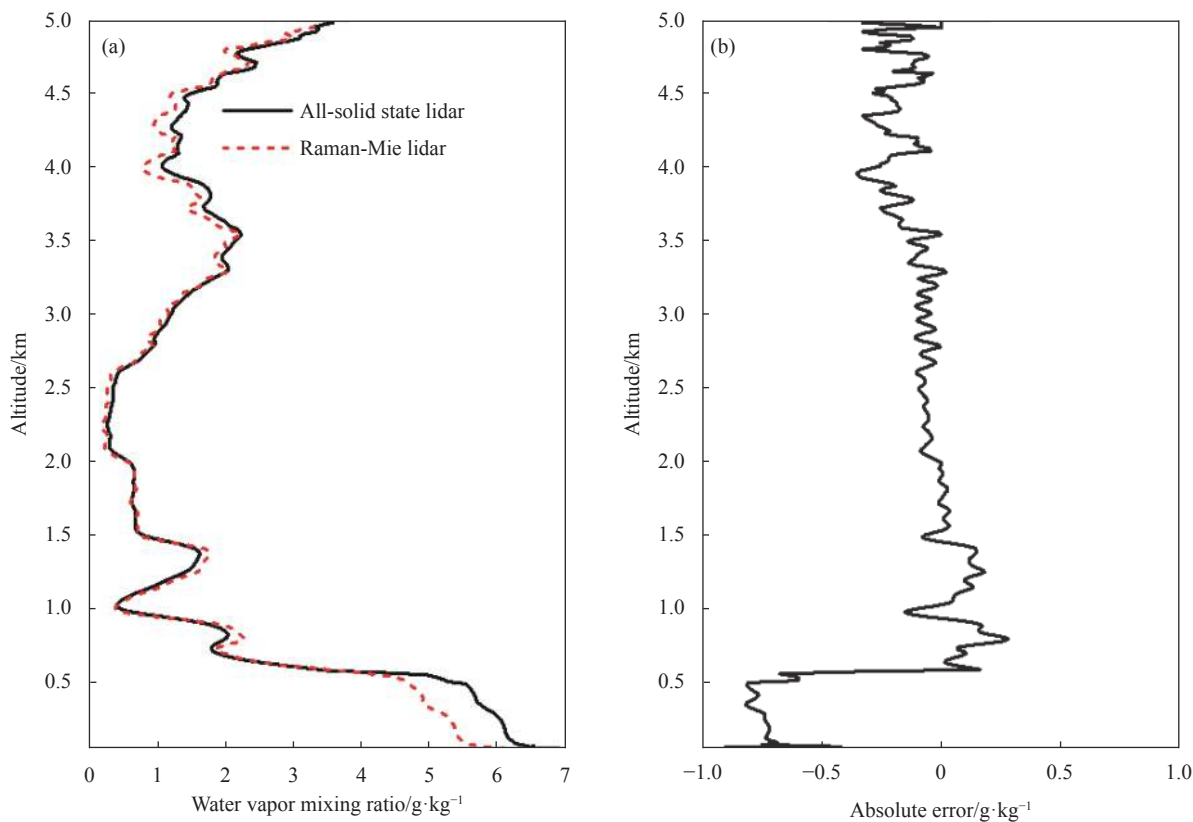 (a)
All-solid state lidar
Raman-Mie lidar
Altitude/km
5.0
4.5
4.0
3.5
3.0
2.5
2.0
1.5
1.0
0.5
0 1 2 3 4 5 6 7
Water vapor mixing ratio/g·kg⁻¹
(b)
Altitude/km
5.0
4.5
4.0
3.5
3.0
2.5
2.0
1.5
1.0
0.5
−1.0 −0.5 0 0.5 1.0
Absolute error/g·kg⁻¹